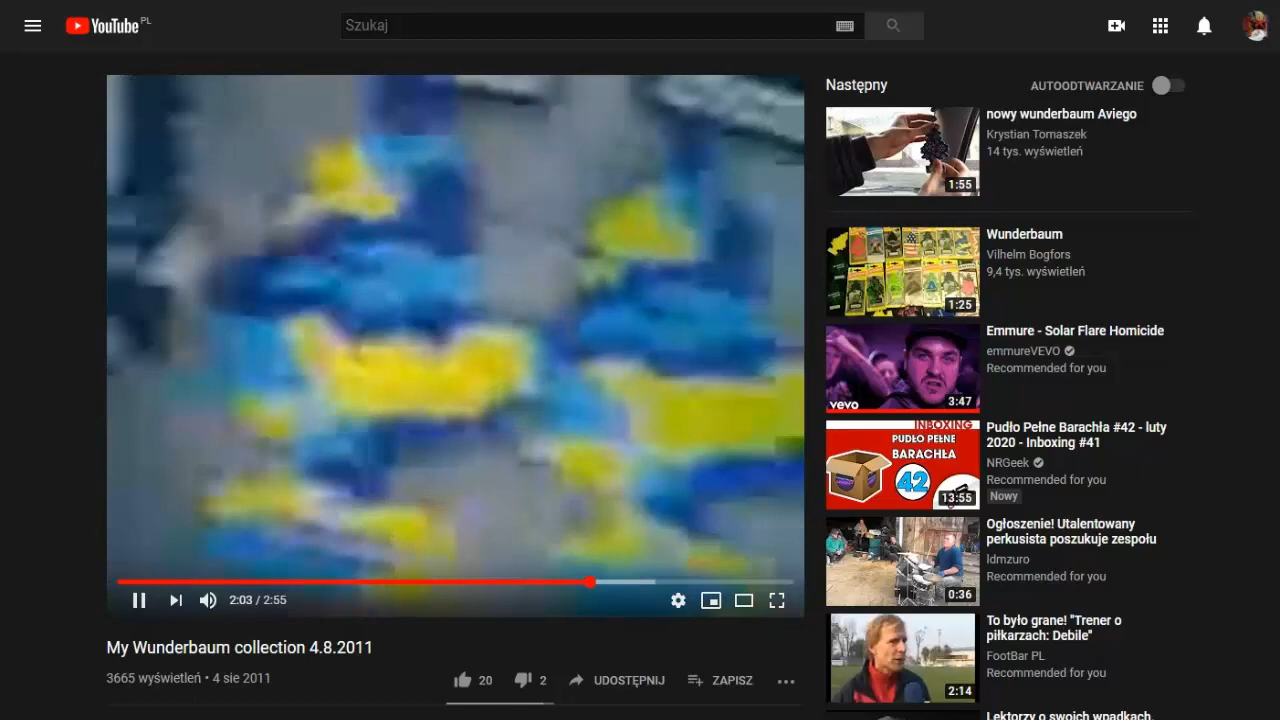 YouTube PL
Szukaj
2:03 / 2:55
My Wunderbaum collection 4.8.2011
3665 wyświetleń • 4 sie 2011
20
2
UDOSTĘPNIJ
ZAPISZ
Następny
AUTOODTWARZANIE
1:55
nowy wunderbaum Aviego
Krystian Tomaszek
14 tys. wyświetleń
1:25
Wunderbaum
Vilhelm Bogfors
9,4 tys. wyświetleń
vevo
3:47
Emmure - Solar Flare Homicide
emmureVEVO
Recommended for you
INBOXING
PUDŁO PEŁNE
BARACHŁA
42
13:55
Pudło Pełne Barachła #42 - luty
2020 - Inboxing #41
NRGeek
Recommended for you
Nowy
0:36
Ogłoszenie! Utalentowany
perkusista poszukuje zespołu
ldmzuro
Recommended for you
2:14
To było grane! "Trener o
piłkarzach: Debile"
FootBar PL
Recommended for you
Lektorzy o swoich wpadkach,